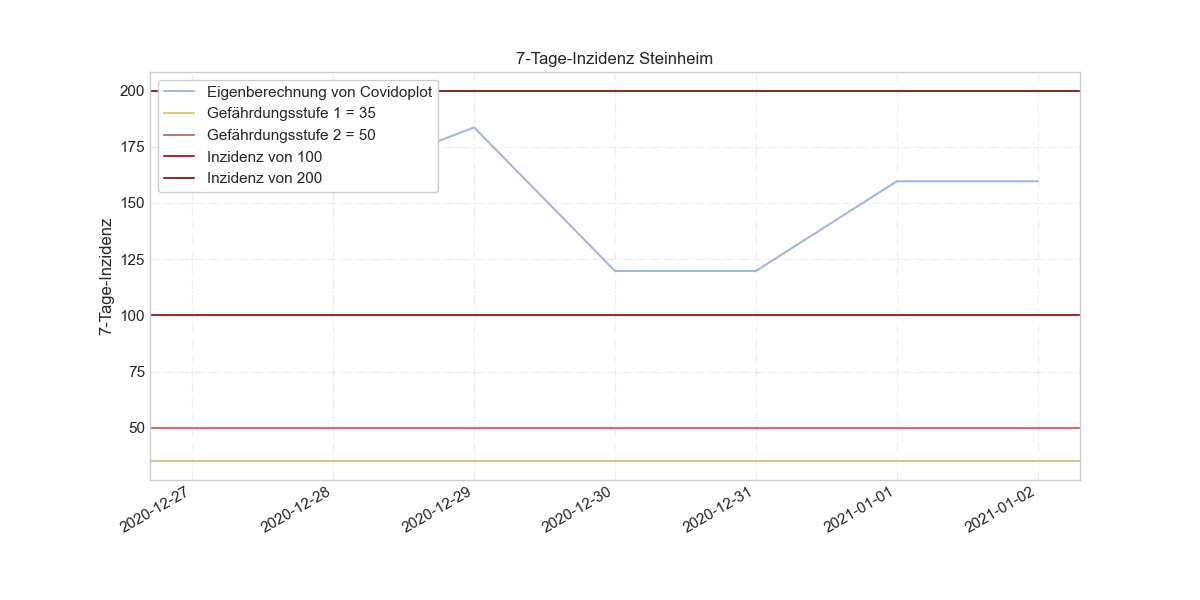 7-Tage-Inzidenz Steinheim
Eigenberechnung von Covidoplot
Gefährdungsstufe 1 = 35
Gefährdungsstufe 2 = 50
Inzidenz von 100
Inzidenz von 200
7-Tage-Inzidenz
200
175
150
125
100
75
50
2020-12-27
2020-12-28
2020-12-29
2020-12-30
2020-12-31
2021-01-01
2021-01-02